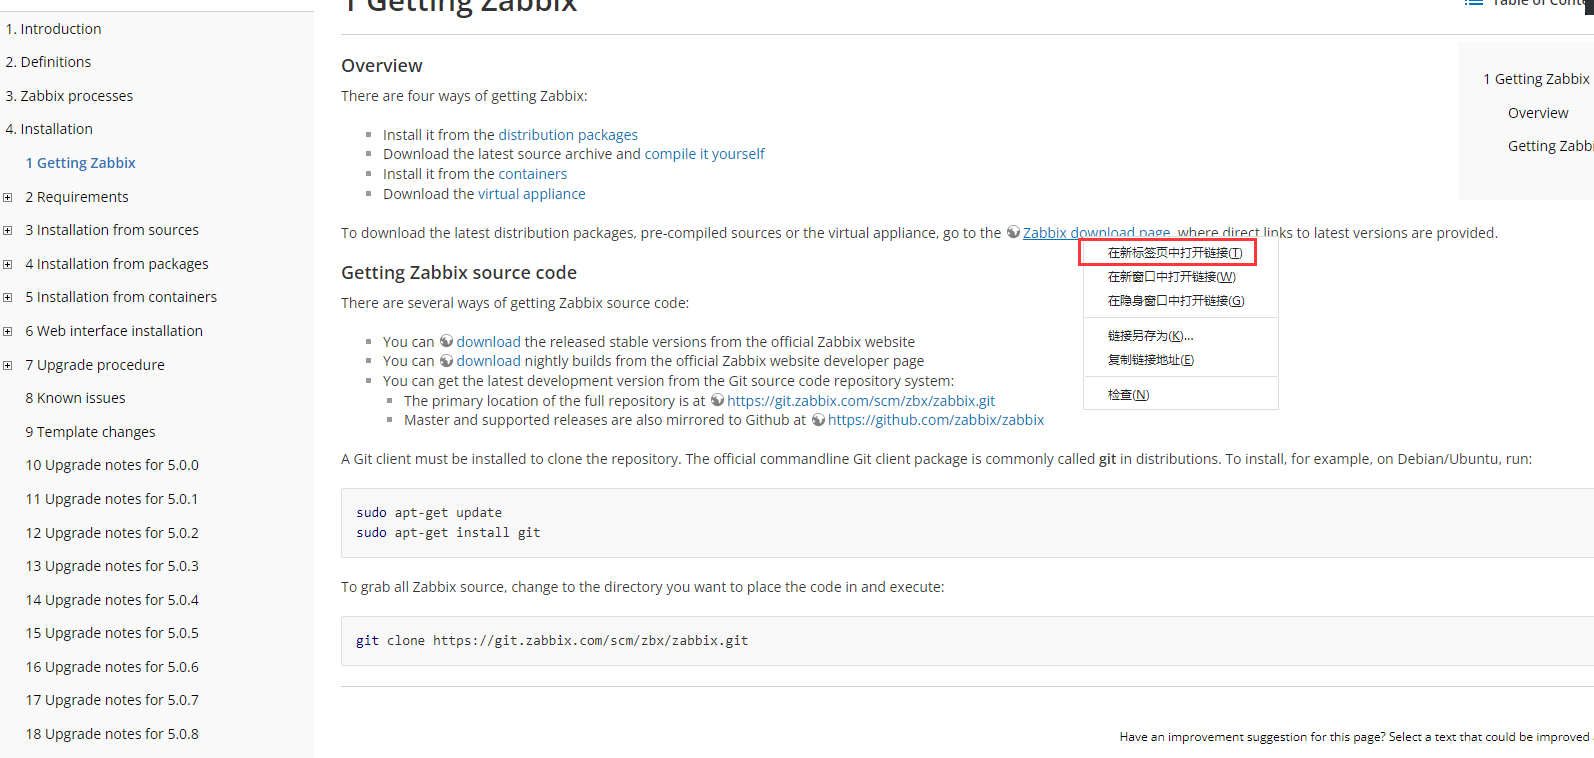 1. Introduction
2. Definitions
3. Zabbix processes
4. Installation
1 Getting Zabbix
2 Requirements
3 Installation from sources
4 Installation from packages
5 Installation from containers
6 Web interface installation
7 Upgrade procedure
8 Known issues
9 Template changes
10 Upgrade notes for 5.0.0
11 Upgrade notes for 5.0.1
12 Upgrade notes for 5.0.2
13 Upgrade notes for 5.0.3
14 Upgrade notes for 5.0.4
15 Upgrade notes for 5.0.5
16 Upgrade notes for 5.0.6
17 Upgrade notes for 5.0.7
18 Upgrade notes for 5.0.8
1 Getting Zabbix
Overview
There are four ways of getting Zabbix:
Install it from the distribution packages
Download the latest source archive and compile it yourself
Install it from the containers
Download the virtual appliance
To download the latest distribution packages, pre-compiled sources or the virtual appliance, go to the Zabbix download page, where direct links to latest versions are provided.
在新标签页中打开链接(T)
在新窗口中打开链接(W)
在隐身窗口中打开链接(G)
链接另存为(K)...
复制链接地址(E)
检查(N)
Getting Zabbix source code
There are several ways of getting Zabbix source code:
You can download the released stable versions from the official Zabbix website
You can download nightly builds from the official Zabbix website developer page
You can get the latest development version from the Git source code repository system:
The primary location of the full repository is at https://git.zabbix.com/scm/zbx/zabbix.git
Master and supported releases are also mirrored to Github at https://github.com/zabbix/zabbix
A Git client must be installed to clone the repository. The official commandline Git client package is commonly called git in distributions. To install, for example, on Debian/Ubuntu, run:
sudo apt-get update
sudo apt-get install git
To grab all Zabbix source, change to the directory you want to place the code in and execute:
git clone https://git.zabbix.com/scm/zbx/zabbix.git
Have an improvement suggestion for this page? Select a text that could be improved
Table of Conte
1 Getting Zabbix
Overview
Getting Zabbi